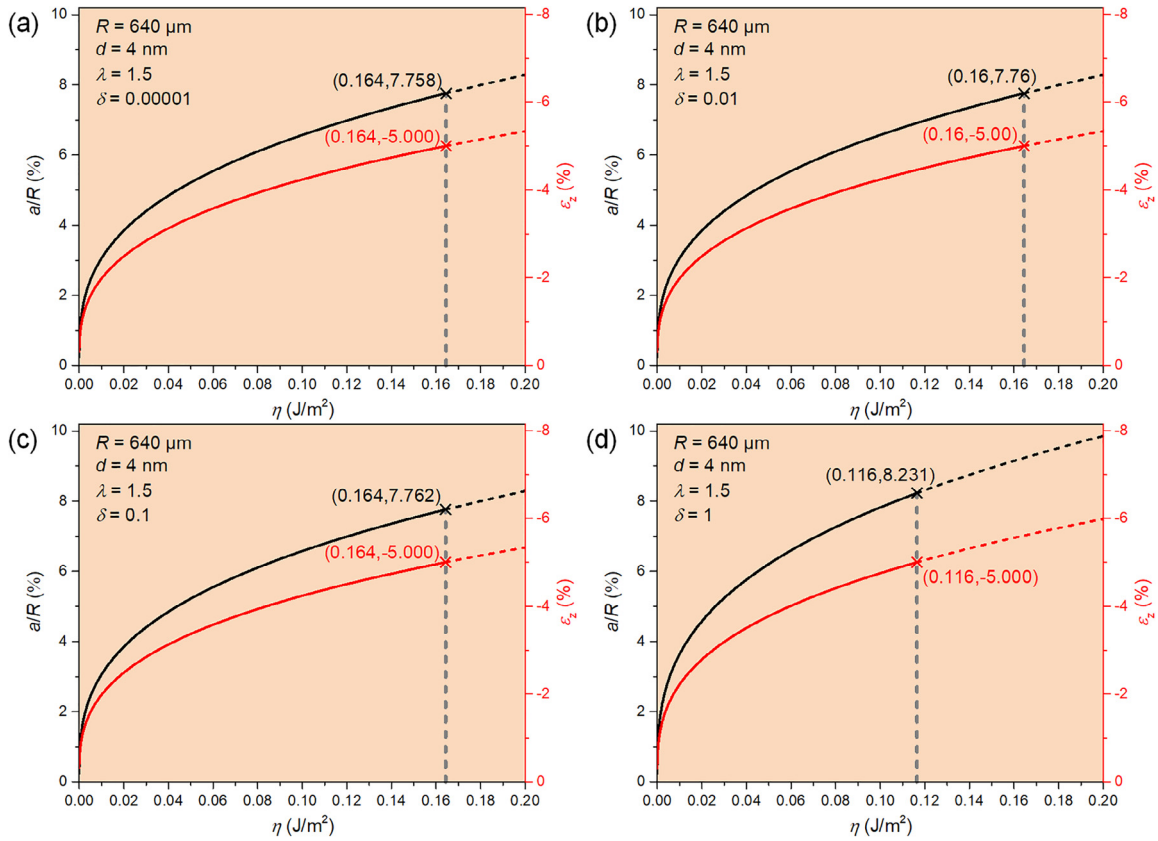 (a)
R = 640 µm
d = 4 nm
λ = 1.5
δ = 0.00001
(0.164,7.758)
(0.164,-5.000)
a/R (%)
0
2
4
6
8
10
εz (%)
0
-2
-4
-6
-8
0.00 0.02 0.04 0.06 0.08 0.10 0.12 0.14 0.16 0.18 0.20
η (J/m²)
(b)
R = 640 µm
d = 4 nm
λ = 1.5
δ = 0.01
(0.16,7.76)
(0.16,-5.00)
a/R (%)
0
2
4
6
8
10
εz (%)
0
-2
-4
-6
-8
0.00 0.02 0.04 0.06 0.08 0.10 0.12 0.14 0.16 0.18 0.20
η (J/m²)
(c)
R = 640 µm
d = 4 nm
λ = 1.5
δ = 0.1
(0.164,7.762)
(0.164,-5.000)
a/R (%)
0
2
4
6
8
10
εz (%)
0
-2
-4
-6
-8
0.00 0.02 0.04 0.06 0.08 0.10 0.12 0.14 0.16 0.18 0.20
η (J/m²)
(d)
R = 640 µm
d = 4 nm
λ = 1.5
δ = 1
(0.116,8.231)
(0.116,-5.000)
a/R (%)
0
2
4
6
8
10
εz (%)
0
-2
-4
-6
-8
0.00 0.02 0.04 0.06 0.08 0.10 0.12 0.14 0.16 0.18 0.20
η (J/m²)